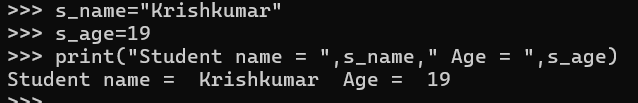 >>> s_name="Krishkumar"
>>> s_age=19
>>> print("Student name = ",s_name," Age = ",s_age)
Student name =  Krishkumar  Age =  19
>>>